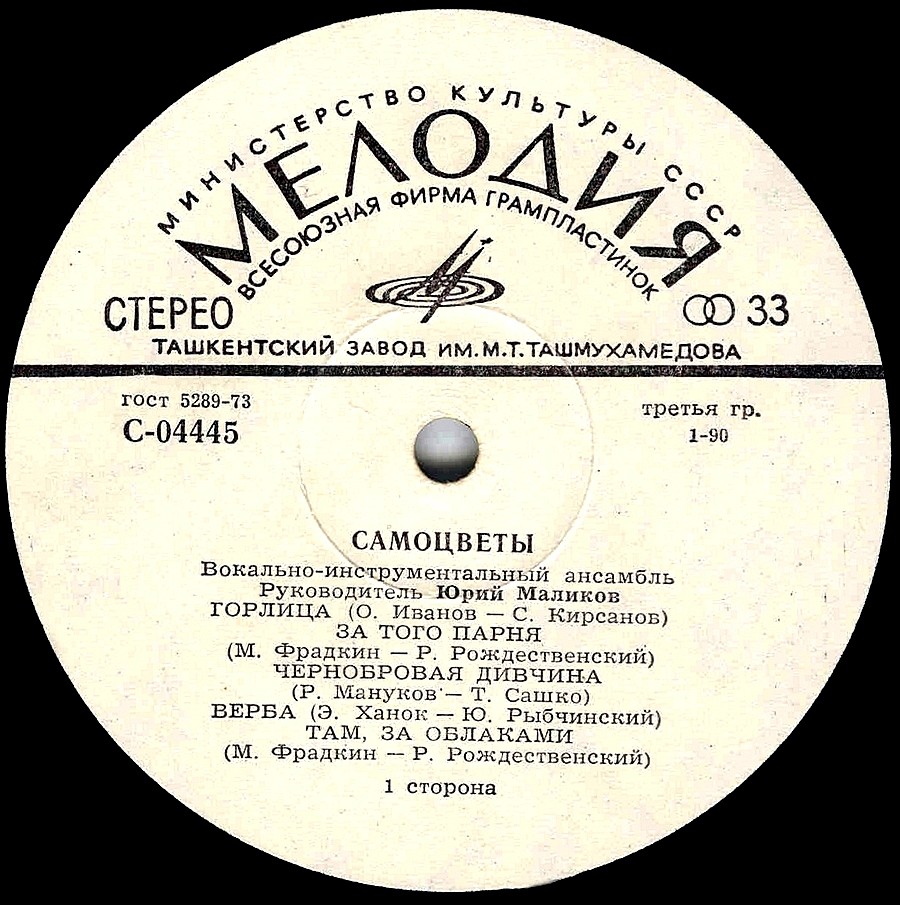 МИНИСТЕРСТВО КУЛЬТУРЫ СССР
МЕЛОДИЯ
ВСЕСОЮЗНАЯ ФИРМА ГРАМПЛАСТИНОК
СТЕРЕО 33
ТАШКЕНТСКИЙ ЗАВОД ИМ. М.Т. ТАШМУХАМЕДОВА
гост 5289-73 третья гр.
С-04445 1-90
САМОЦВЕТЫ
Вокально-инструментальный ансамбль
Руководитель Юрий Маликов
ГОРЛИЦА (О. Иванов — С. Кирсанов)
ЗА ТОГО ПАРНЯ
(М. Фрадкин — Р. Рождественский)
ЧЕРНОБРОВАЯ ДИВЧИНА
(Р. Мануков — Т. Сашко)
ВЕРБА (Э. Ханок — Ю. Рыбчинский)
ТАМ, ЗА ОБЛАКАМИ
(М. Фрадкин — Р. Рождественский)
1 сторона